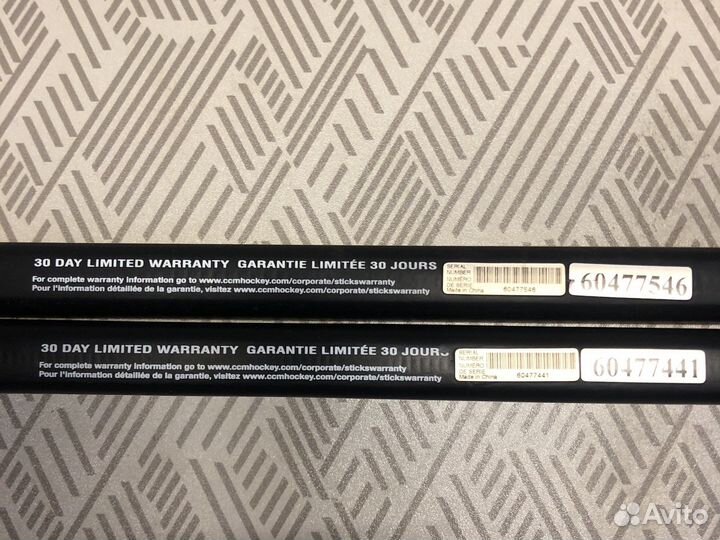 30 DAY LIMITED WARRANTY GARANTIE LIMITÉE 30 JOURS
For complete warranty information go to www.ccmhockey.com/corporate/stickswarranty
Pour l'information détaillée de la garantie, visitez www.ccmhockey.com/corporate/stickswarranty
SERIAL
NUMBER
NUMÉRO
DE SERIE
Made in China 60477546
60477546
30 DAY LIMITED WARRANTY GARANTIE LIMITÉE 30 JOURS
For complete warranty information go to www.ccmhockey.com/corporate/stickswarranty
Pour l'information détaillée de la garantie, visitez www.ccmhockey.com/corporate/stickswarranty
SERIAL
NUMBER
NUMÉRO
DE SERIE
Made in China 60477441
60477441
Avito